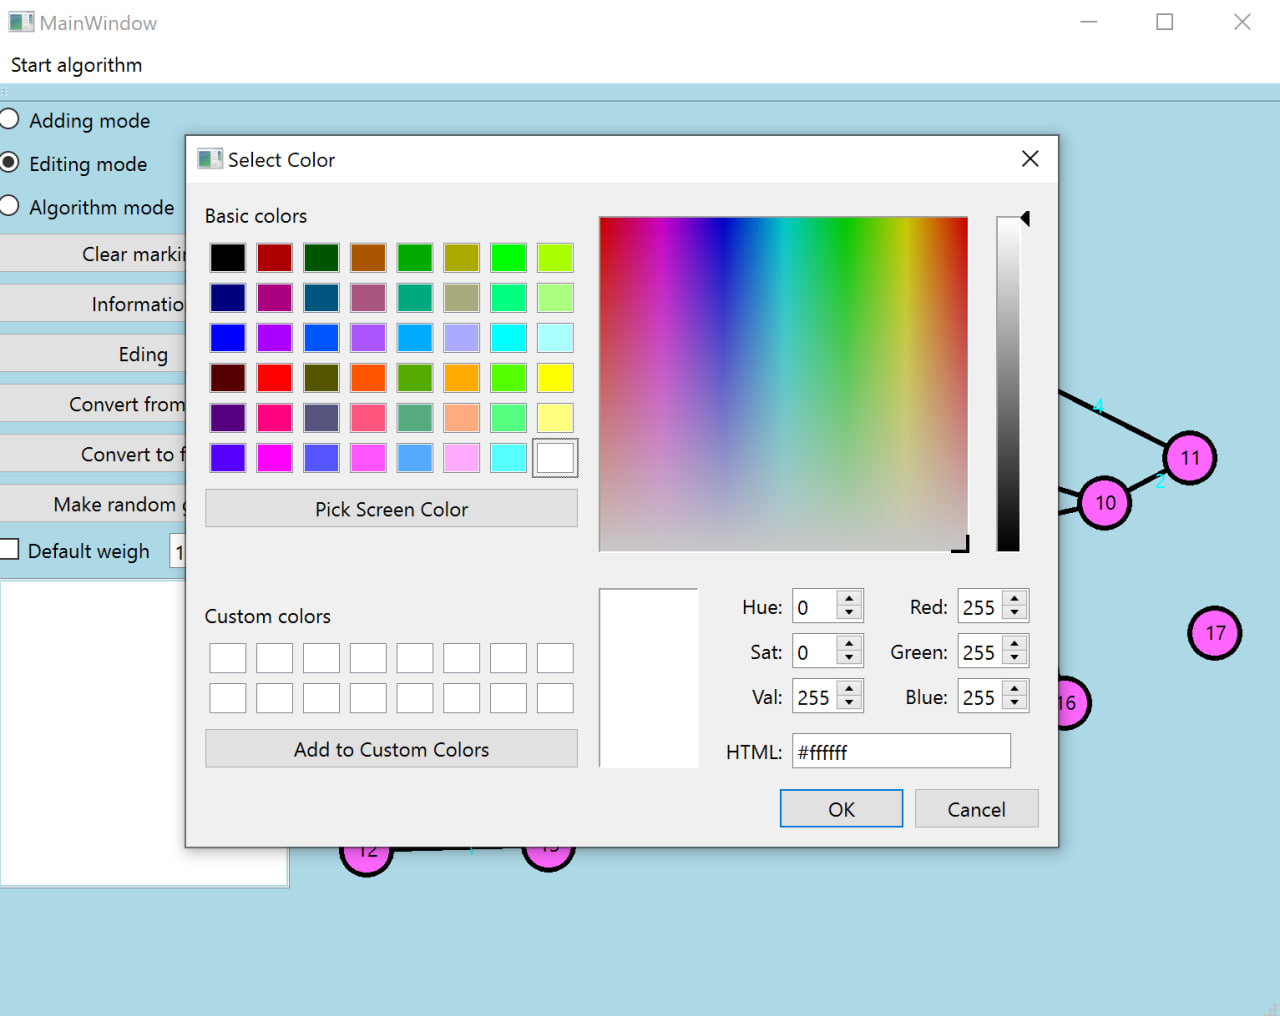 MainWindow
Start algorithm
Adding mode
Editing mode
Algorithm mode
Clear markin
Informatio
Eding
Convert from
Convert to f
Make random g
Default weigh
1
Select Color
Basic colors
Pick Screen Color
Custom colors
Add to Custom Colors
Hue: 0
Red: 255
Sat: 0
Green: 255
Val: 255
Blue: 255
HTML: #ffffff
OK
Cancel
4
11
2
10
17
16
12